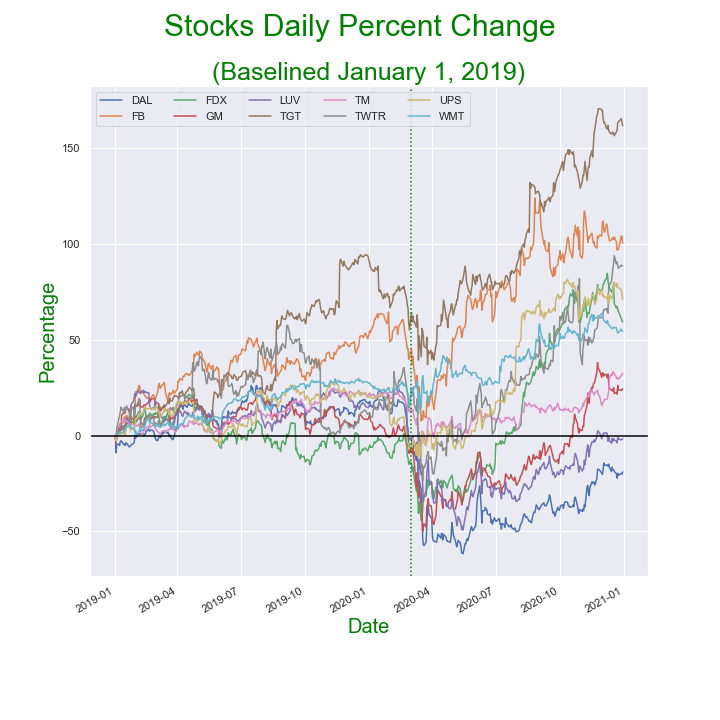 Stocks Daily Percent Change
(Baselined January 1, 2019)
DAL FDX LUV TM UPS
FB GM TGT TWTR WMT
Percentage
150
100
50
0
−50
2019-01 2019-04 2019-07 2019-10 2020-01 2020-04 2020-07 2020-10 2021-01
Date